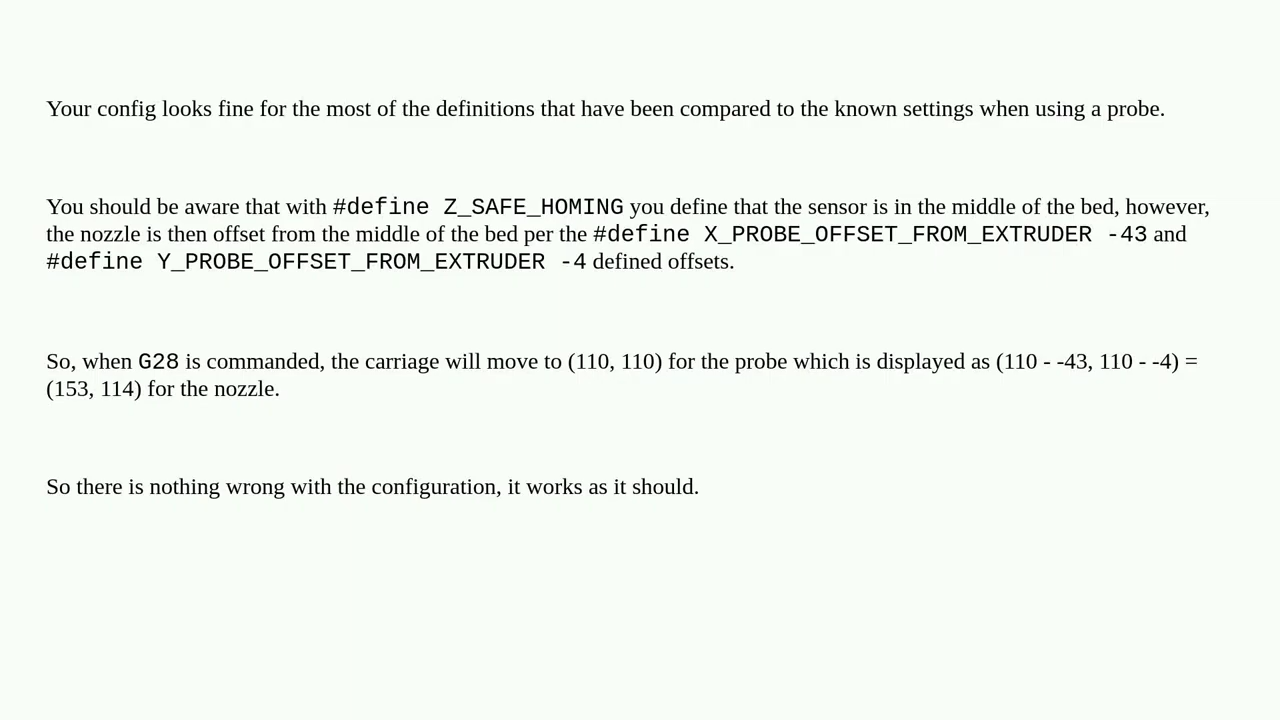 Your config looks fine for the most of the definitions that have been compared to the known settings when using a probe.
You should be aware that with #define Z_SAFE_HOMING you define that the sensor is in the middle of the bed, however,
the nozzle is then offset from the middle of the bed per the #define X_PROBE_OFFSET_FROM_EXTRUDER -43 and
#define Y_PROBE_OFFSET_FROM_EXTRUDER -4 defined offsets.
So, when G28 is commanded, the carriage will move to (110, 110) for the probe which is displayed as (110 - -43, 110 - -4) =
(153, 114) for the nozzle.
So there is nothing wrong with the configuration, it works as it should.